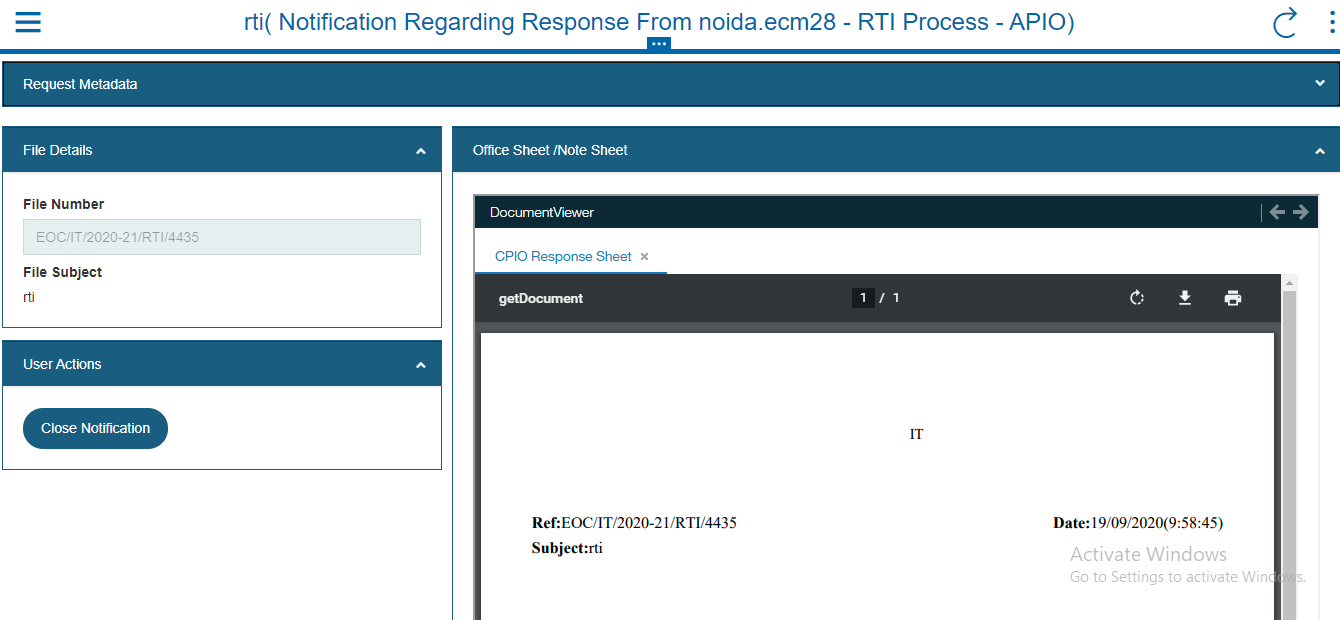 rti( Notification Regarding Response From noida.ecm28 - RTI Process - APIO)
Request Metadata
File Details
File Number
EOC/IT/2020-21/RTI/4435
File Subject
rti
User Actions
Close Notification
Office Sheet /Note Sheet
DocumentViewer
CPIO Response Sheet ×
getDocument 1 / 1
IT
Ref:EOC/IT/2020-21/RTI/4435 Date:19/09/2020(9:58:45)
Subject:rti
Activate Windows
Go to Settings to activate Windows.